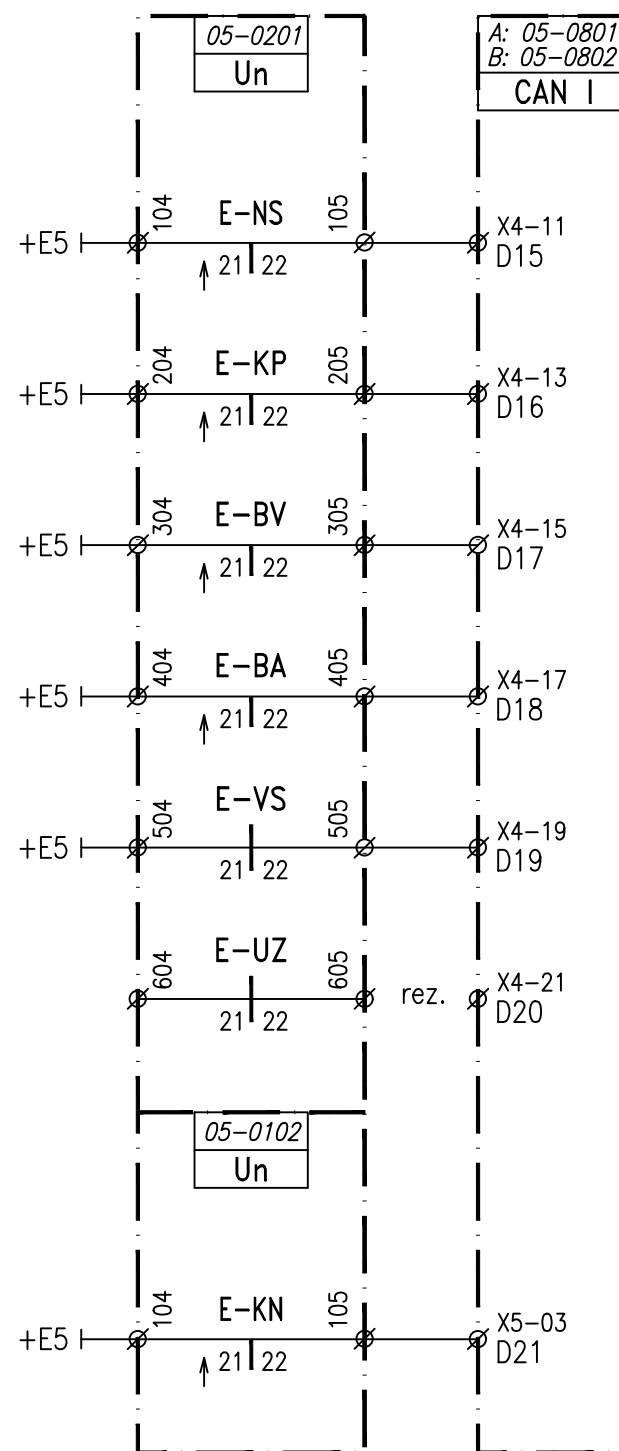 05-0201
Un
A: 05-0801
B: 05-0802
CAN I
+E5 104 E-NS 105 X4-11
21 22 D15
+E5 204 E-KP 205 X4-13
21 22 D16
+E5 304 E-BV 305 X4-15
21 22 D17
+E5 404 E-BA 405 X4-17
21 22 D18
+E5 504 E-VS 505 X4-19
21 22 D19
604 E-UZ 605 rez. X4-21
21 22 D20
05-0102
Un
+E5 104 E-KN 105 X5-03
21 22 D21